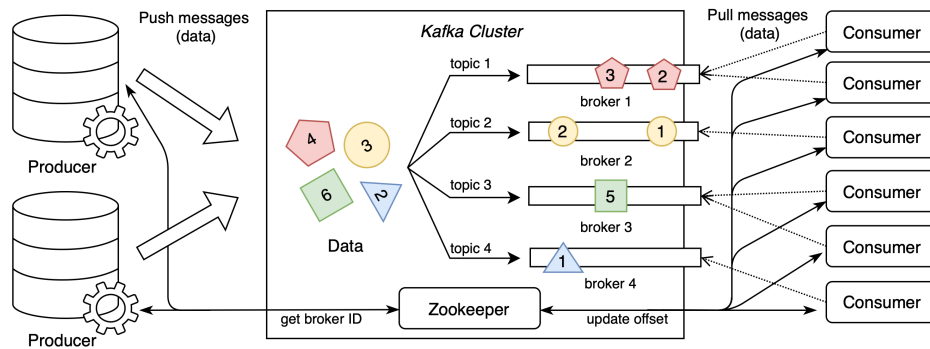 Push messages
(data)
Kafka Cluster
Pull messages
(data)
Consumer
Consumer
Consumer
Consumer
Consumer
Consumer
Producer
Producer
4
3
6
2
Data
topic 1
3
2
broker 1
topic 2
2
1
broker 2
topic 3
5
broker 3
topic 4
1
broker 4
get broker ID
Zookeeper
update offset